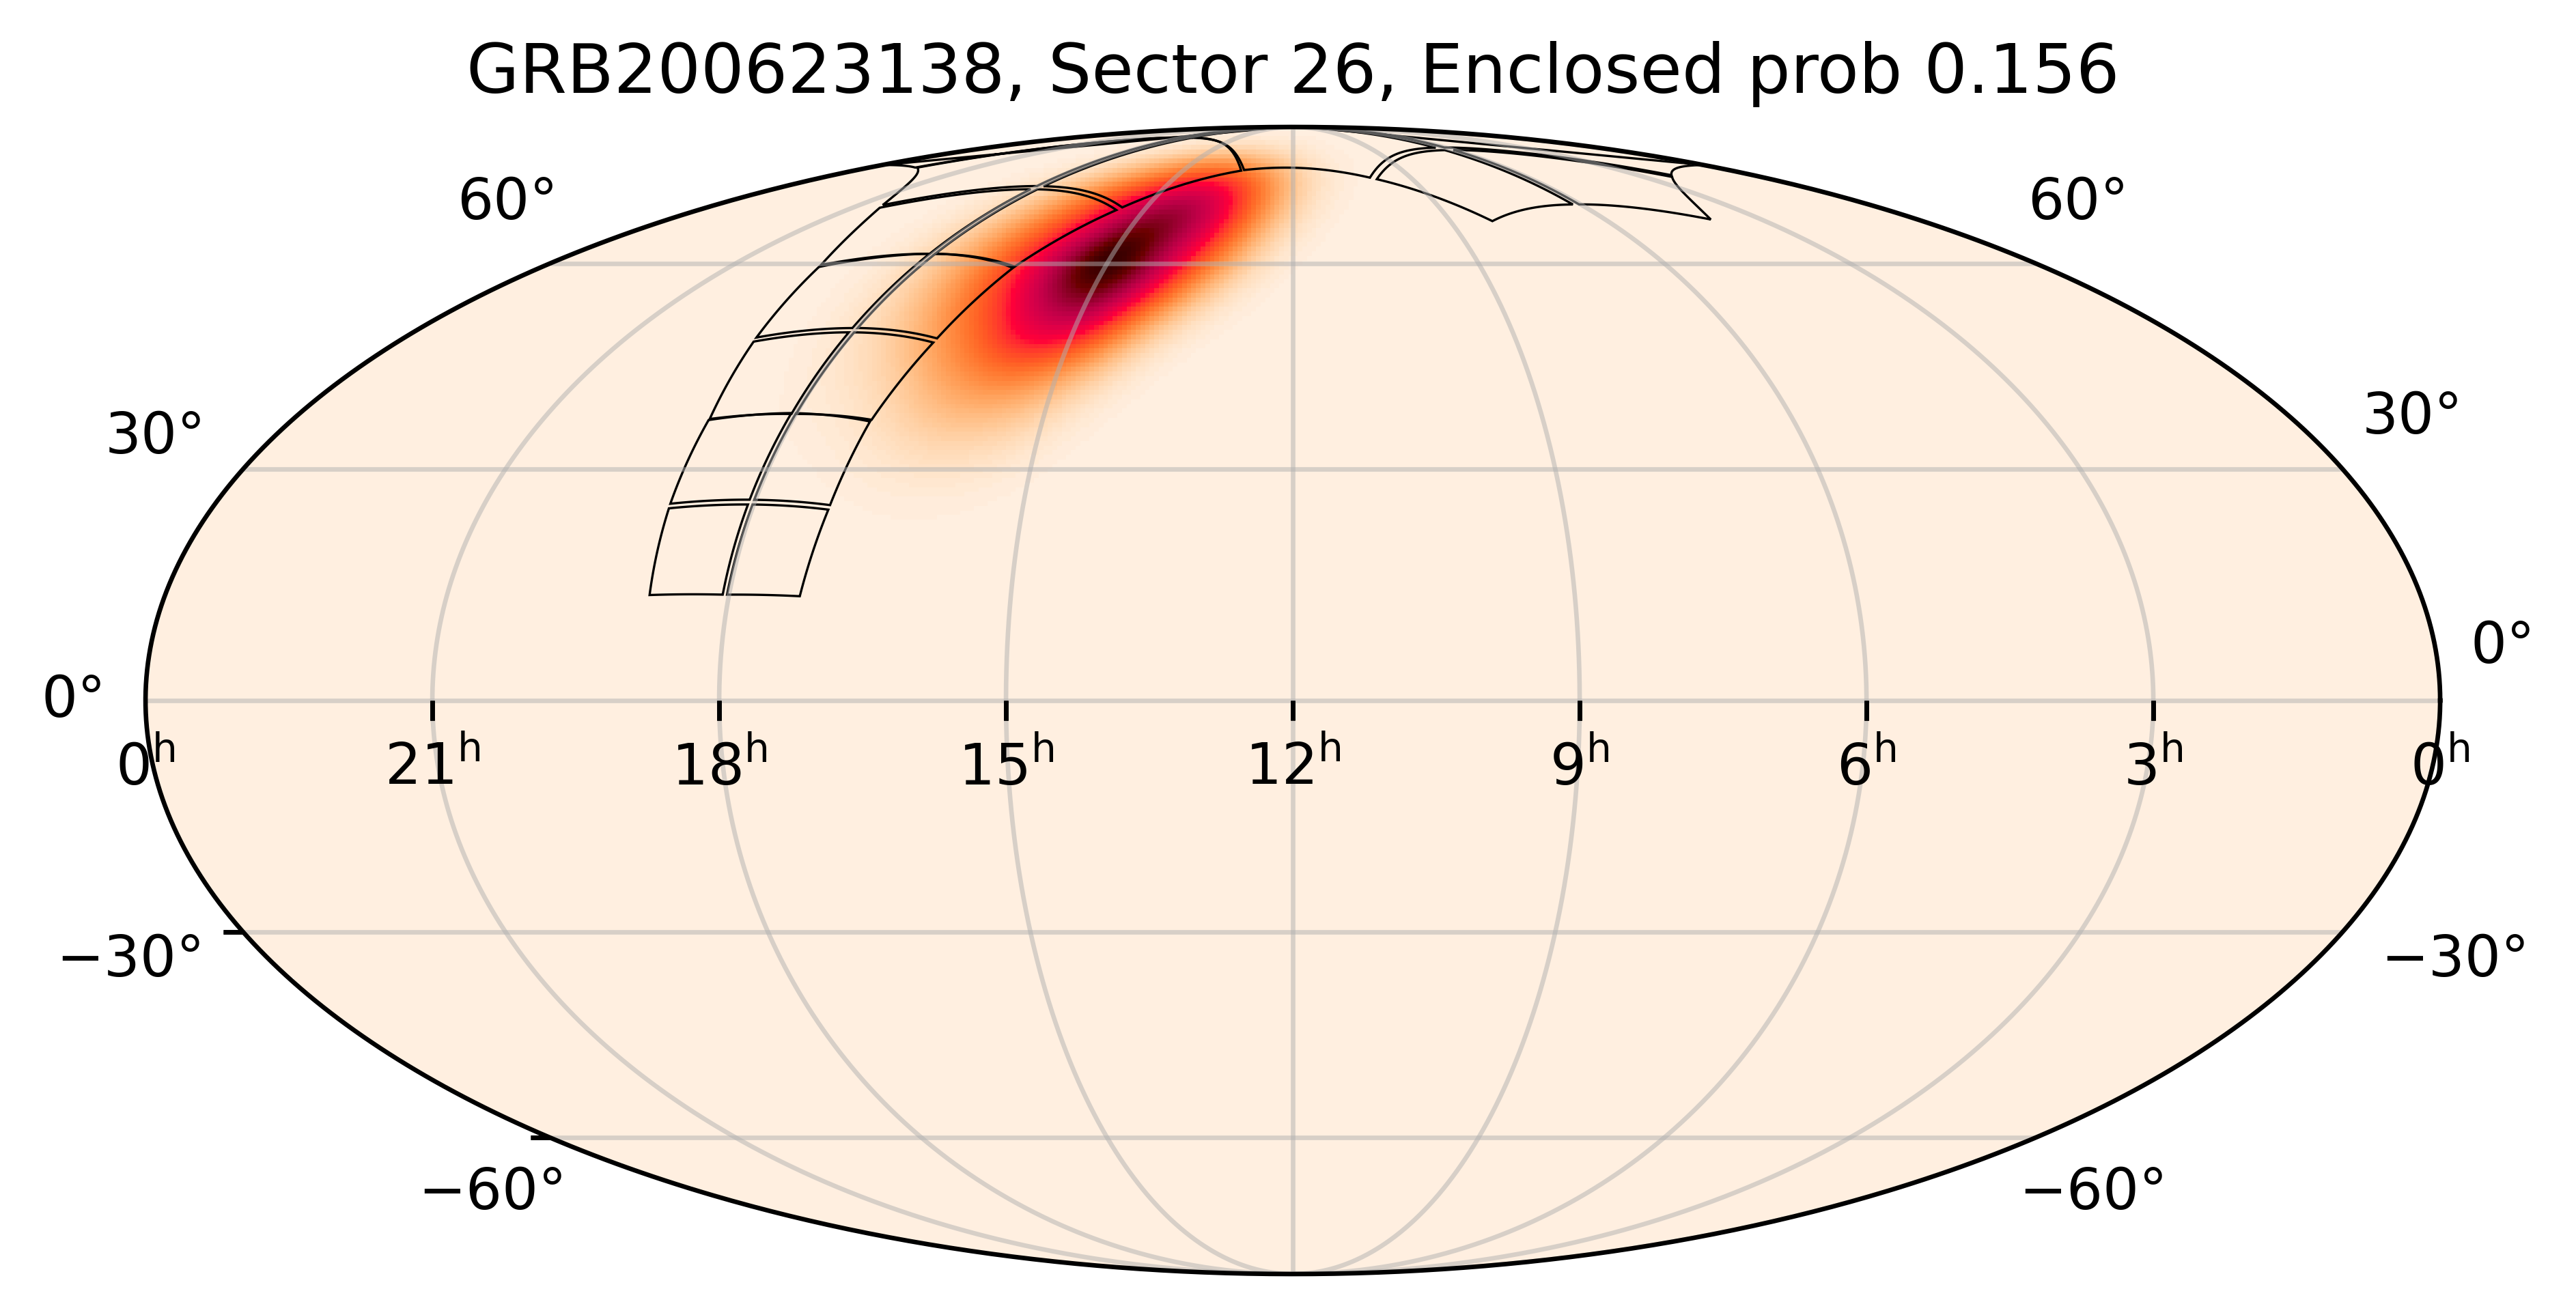 GRB200623138, Sector 26, Enclosed prob 0.156
60° 60°
30° 30°
0° 0°
0ʰ 21ʰ 18ʰ 15ʰ 12ʰ 9ʰ 6ʰ 3ʰ 0ʰ
−30° −30°
−60° −60°